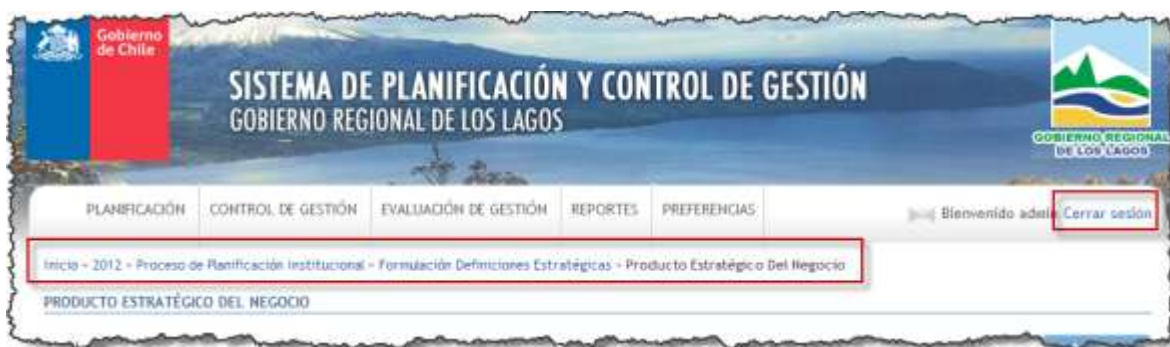 Gobierno
de Chile
SISTEMA DE PLANIFICACIÓN Y CONTROL DE GESTIÓN
GOBIERNO REGIONAL DE LOS LAGOS
GOBIERNO REGIONAL
DE LOS LAGOS
PLANIFICACIÓN CONTROL DE GESTIÓN EVALUACIÓN DE GESTIÓN REPORTES PREFERENCIAS Bienvenido admin Cerrar sesión
Inicio - 2012 - Proceso de Planificación Institucional - Formulación Definiciones Estratégicas - Producto Estratégico Del Negocio
PRODUCTO ESTRATÉGICO DEL NEGOCIO